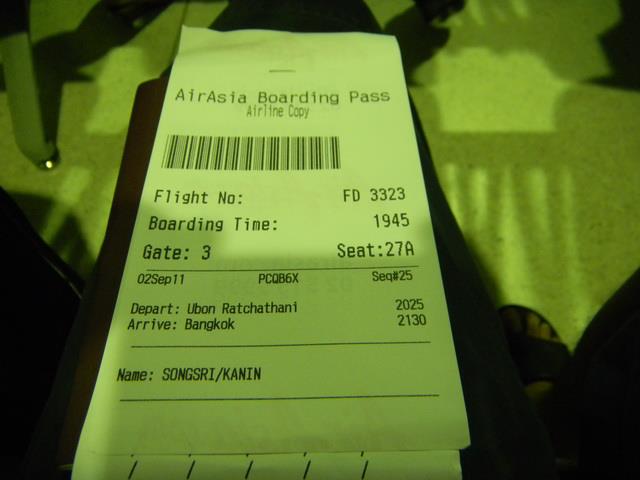 AirAsia Boarding Pass
Airline Copy
Flight No: FD 3323
Boarding Time: 1945
Gate: 3 Seat:27A
02Sep11 PCQB6X Seq#25
Depart: Ubon Ratchathani 2025
Arrive: Bangkok 2130
Name: SONGSRI/KANIN